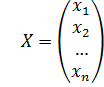 X = (x₁
x₂
...
xₙ)